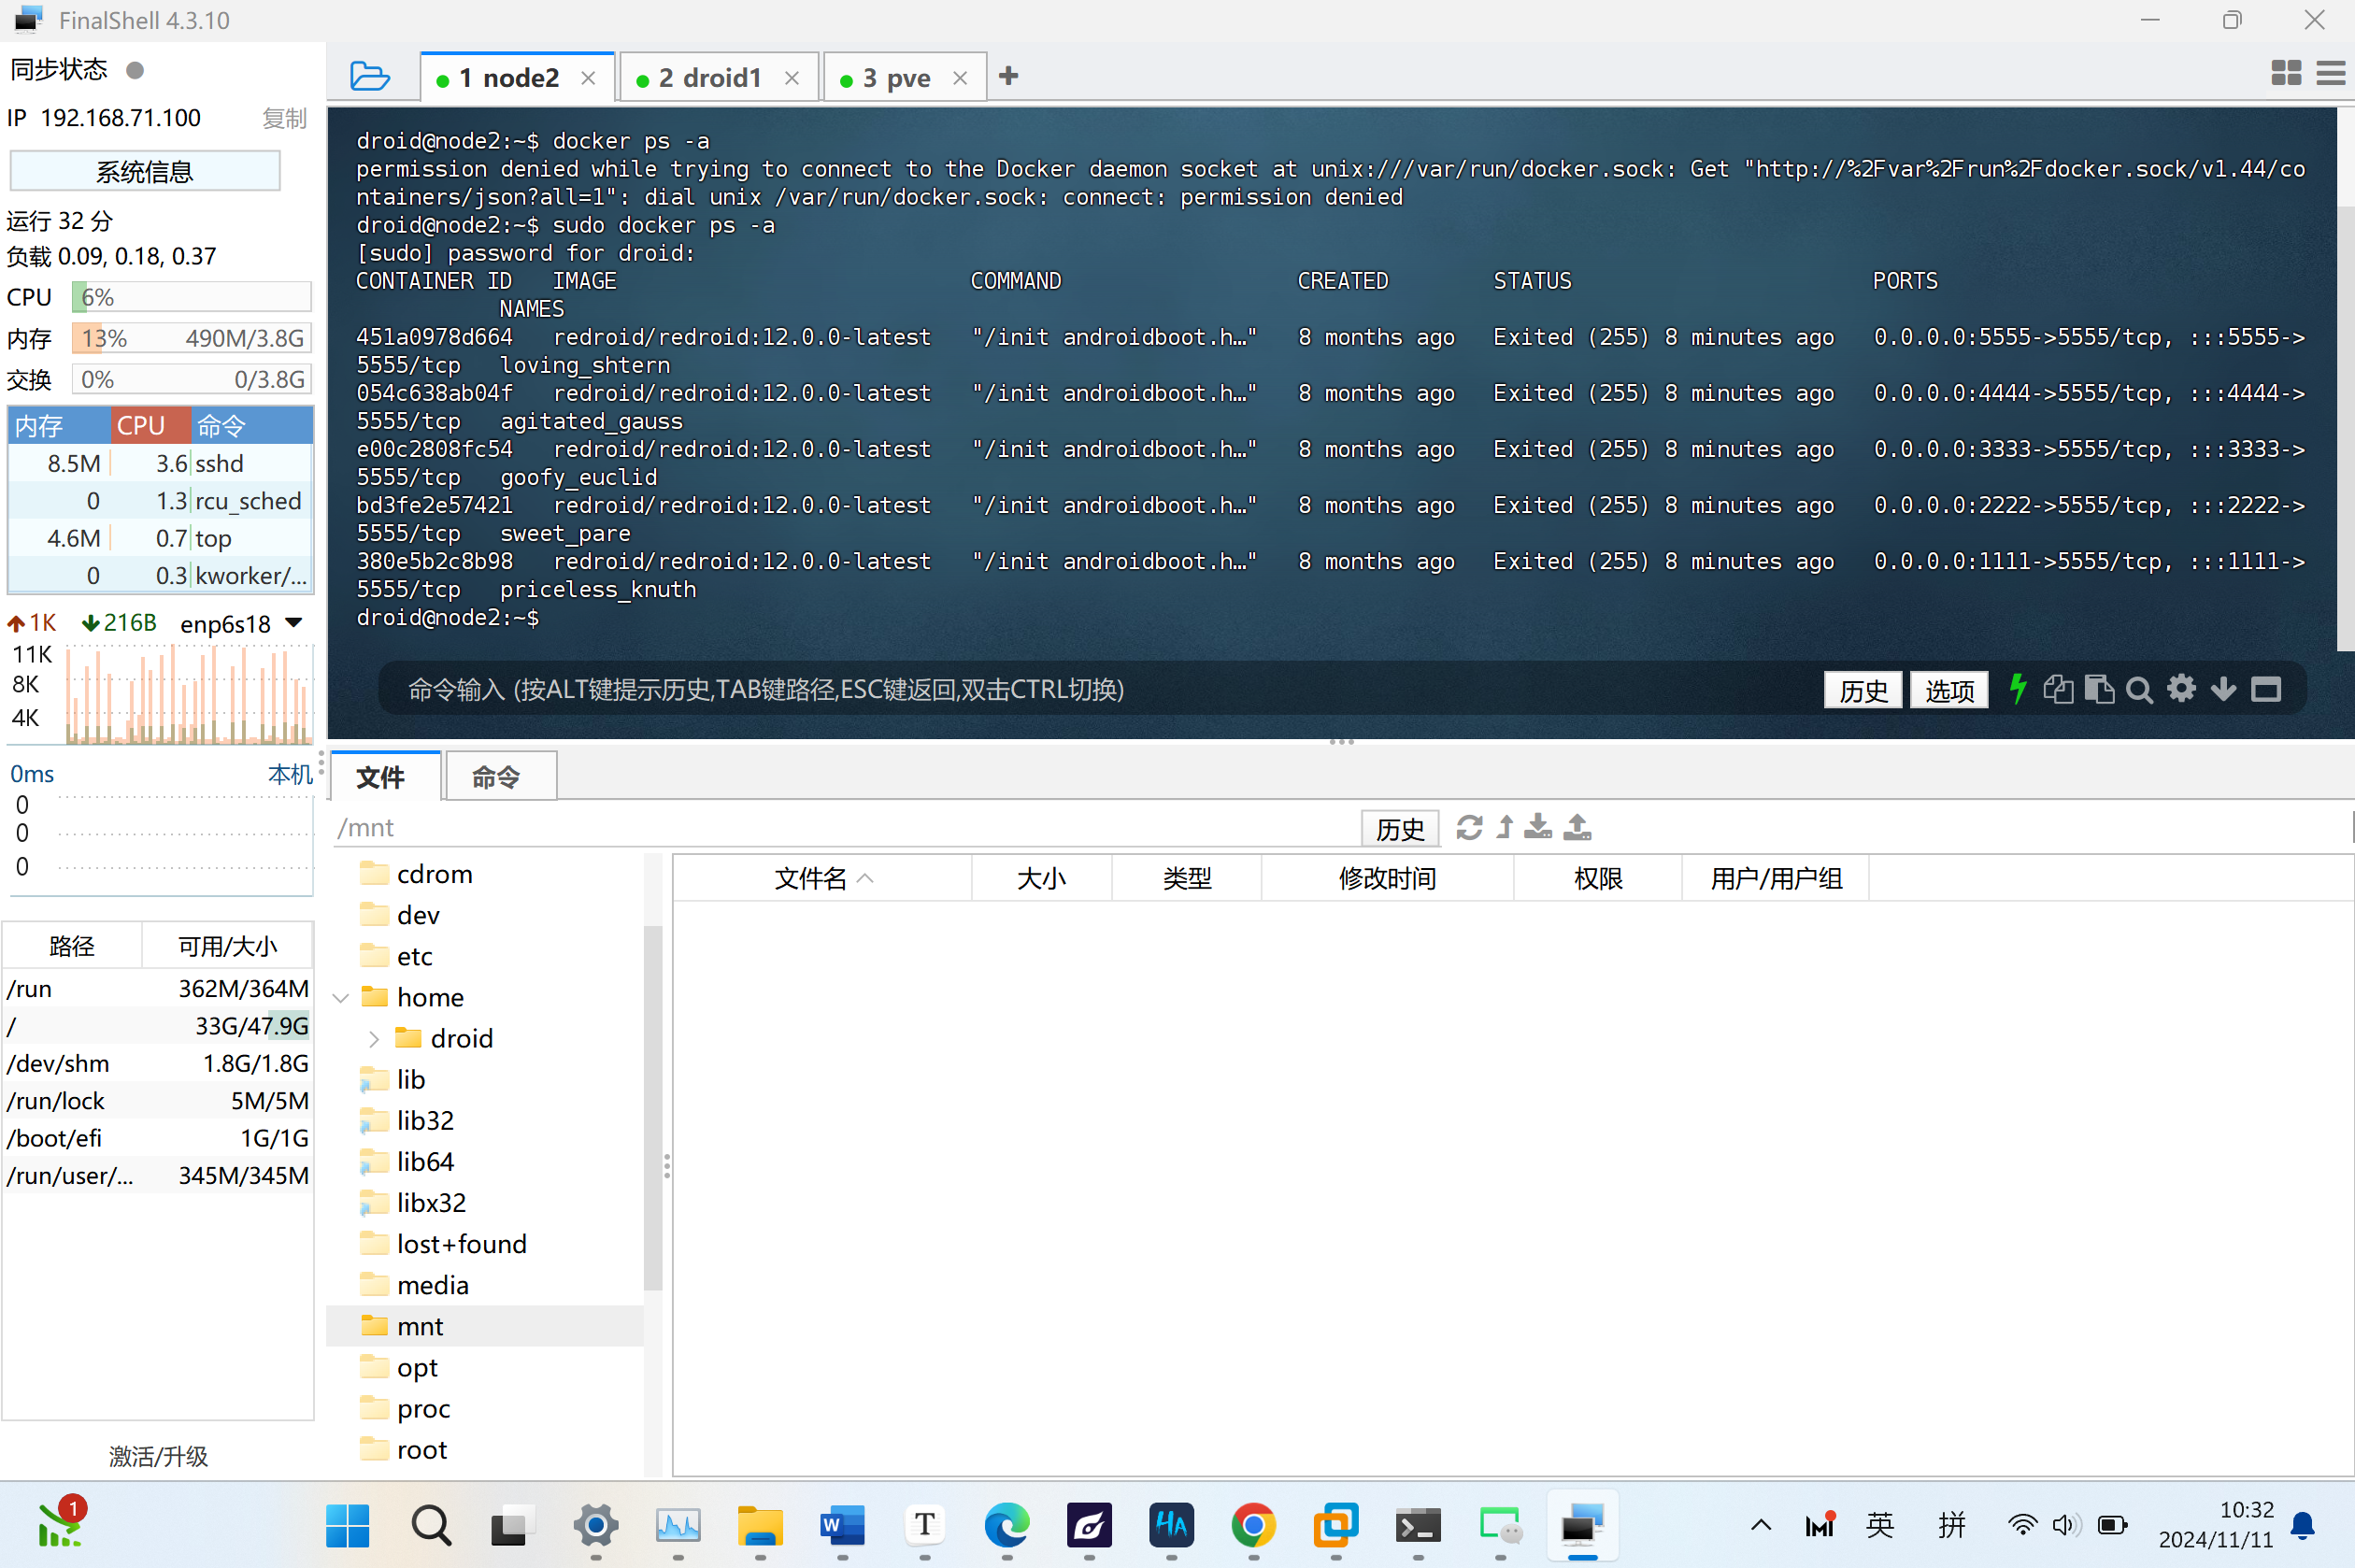 FinalShell 4.3.10
同步状态
IP 192.168.71.100 复制
系统信息
运行 32 分
负载 0.09, 0.18, 0.37
CPU 6%
内存 13% 490M/3.8G
交换 0% 0/3.8G
内存 CPU 命令
8.5M 3.6 sshd
0 1.3 rcu_sched
4.6M 0.7 top
0 0.3 kworker/...
1K 216B enp6s18
11K
8K
4K
0ms 本机
0
0
0
路径 可用/大小
/run 362M/364M
/ 33G/47.9G
/dev/shm 1.8G/1.8G
/run/lock 5M/5M
/boot/efi 1G/1G
/run/user/... 345M/345M
激活/升级
1 node2
2 droid1
3 pve
droid@node2:~$ docker ps -a
permission denied while trying to connect to the Docker daemon socket at unix:///var/run/docker.sock: Get "http://%2Fvar%2Frun%2Fdocker.sock/v1.44/co
ntainers/json?all=1": dial unix /var/run/docker.sock: connect: permission denied
droid@node2:~$ sudo docker ps -a
[sudo] password for droid:
CONTAINER ID IMAGE COMMAND CREATED STATUS PORTS
NAMES
451a0978d664 redroid/redroid:12.0.0-latest "/init androidboot.h…" 8 months ago Exited (255) 8 minutes ago 0.0.0.0:5555->5555/tcp, :::5555->
5555/tcp loving_shtern
054c638ab04f redroid/redroid:12.0.0-latest "/init androidboot.h…" 8 months ago Exited (255) 8 minutes ago 0.0.0.0:4444->5555/tcp, :::4444->
5555/tcp agitated_gauss
e00c2808fc54 redroid/redroid:12.0.0-latest "/init androidboot.h…" 8 months ago Exited (255) 8 minutes ago 0.0.0.0:3333->5555/tcp, :::3333->
5555/tcp goofy_euclid
bd3fe2e57421 redroid/redroid:12.0.0-latest "/init androidboot.h…" 8 months ago Exited (255) 8 minutes ago 0.0.0.0:2222->5555/tcp, :::2222->
5555/tcp sweet_pare
380e5b2c8b98 redroid/redroid:12.0.0-latest "/init androidboot.h…" 8 months ago Exited (255) 8 minutes ago 0.0.0.0:1111->5555/tcp, :::1111->
5555/tcp priceless_knuth
droid@node2:~$
命令输入 (按ALT键提示历史,TAB键路径,ESC键返回,双击CTRL切换) 历史 选项
文件 命令
/mnt 历史
cdrom
dev
etc
home
droid
lib
lib32
lib64
libx32
lost+found
media
mnt
opt
proc
root
文件名 大小 类型 修改时间 权限 用户/用户组
1
W
T
HA
英 拼
10:32
2024/11/11